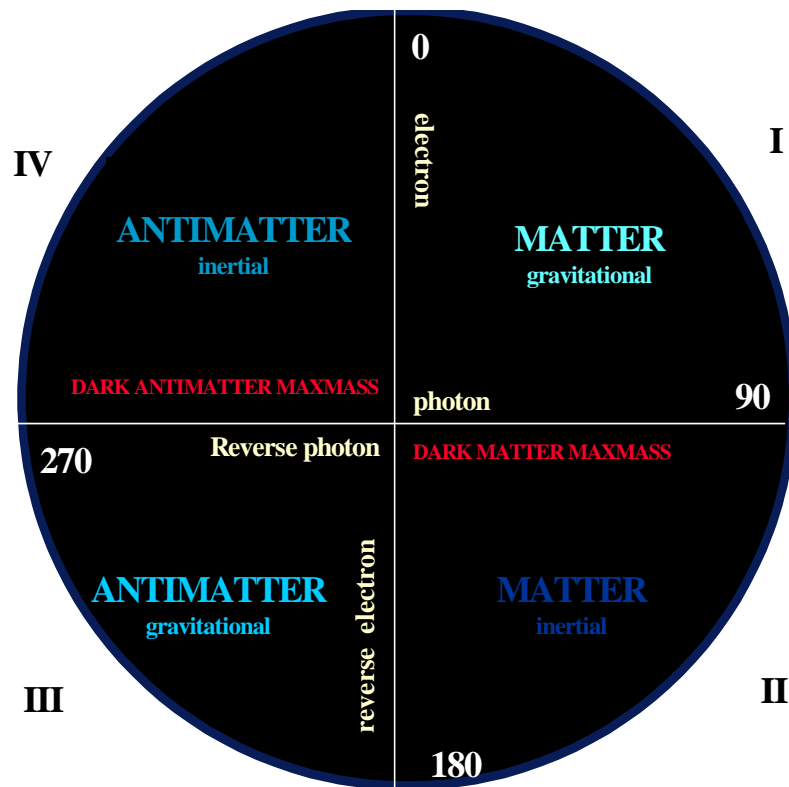 0
electron
I
IV
ANTIMATTER
inertial
MATTER
gravitational
DARK ANTIMATTER MAXMASS
photon
90
270
Reverse photon
DARK MATTER MAXMASS
reverse electron
ANTIMATTER
gravitational
MATTER
inertial
III
II
180